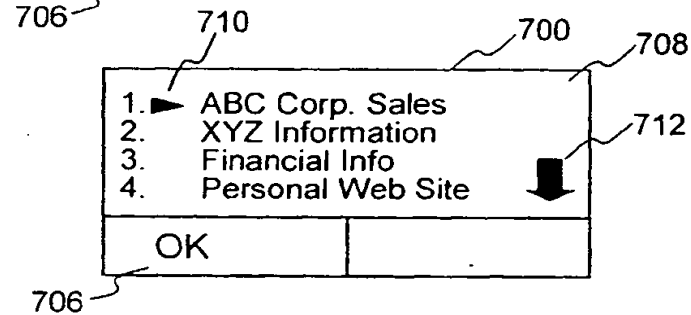 706
710
700
708
1. ABC Corp. Sales
2. XYZ Information
712
3. Financial Info
4. Personal Web Site
OK
706